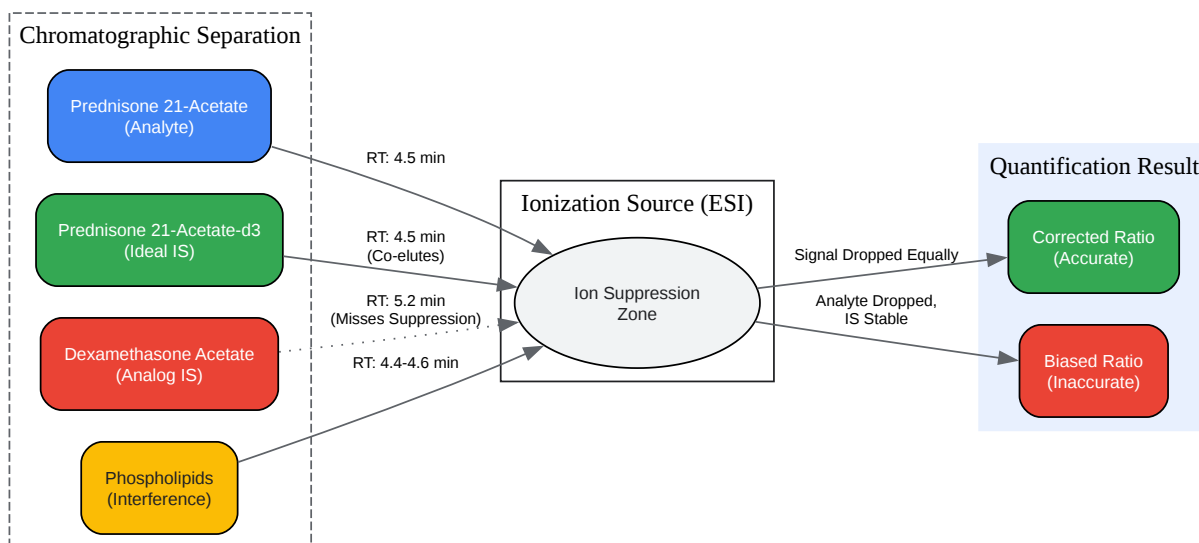 Chromatographic Separation
Prednisone 21-Acetate
(Analyte)
Prednisone 21-Acetate-d3
(Ideal IS)
Dexamethasone Acetate
(Analog IS)
Phospholipids
(Interference)
RT: 4.5 min
RT: 4.5 min
(Co-elutes)
RT: 5.2 min
(Misses Suppression)
RT: 4.4-4.6 min
Ionization Source (ESI)
Ion Suppression
Zone
Signal Dropped Equally
Analyte Dropped,
IS Stable
Quantification Result
Corrected Ratio
(Accurate)
Biased Ratio
(Inaccurate)